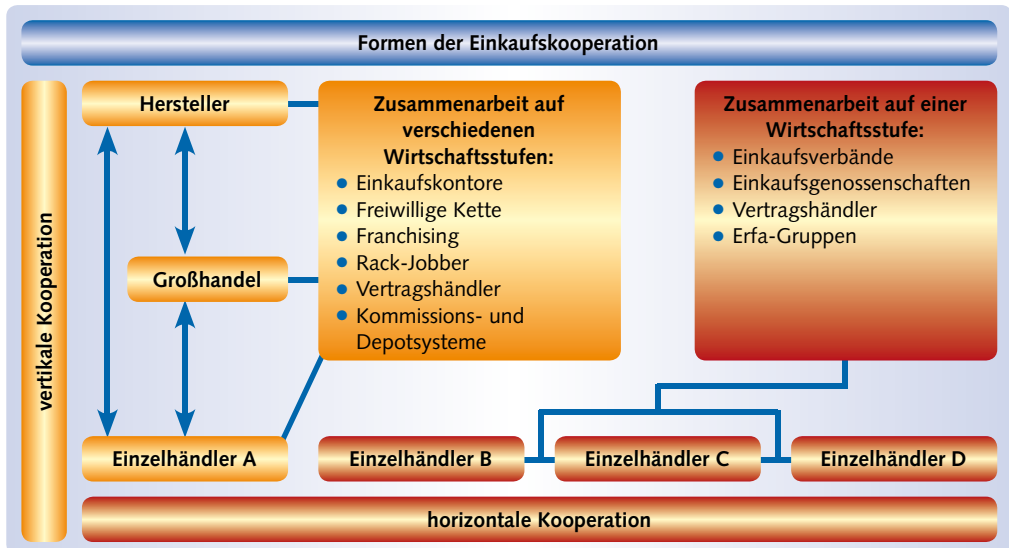 Formen der Einkaufskooperation
vertikale Kooperation
Hersteller
Großhandel
Einzelhändler A
Zusammenarbeit auf
verschiedenen
Wirtschaftsstufen:
• Einkaufskontore
• Freiwillige Kette
• Franchising
• Rack-Jobber
• Vertragshändler
• Kommissions- und
Depotsysteme
Zusammenarbeit auf einer
Wirtschaftsstufe:
• Einkaufsverbände
• Einkaufsgenossenschaften
• Vertragshändler
• Erfa-Gruppen
Einzelhändler B
Einzelhändler C
Einzelhändler D
horizontale Kooperation